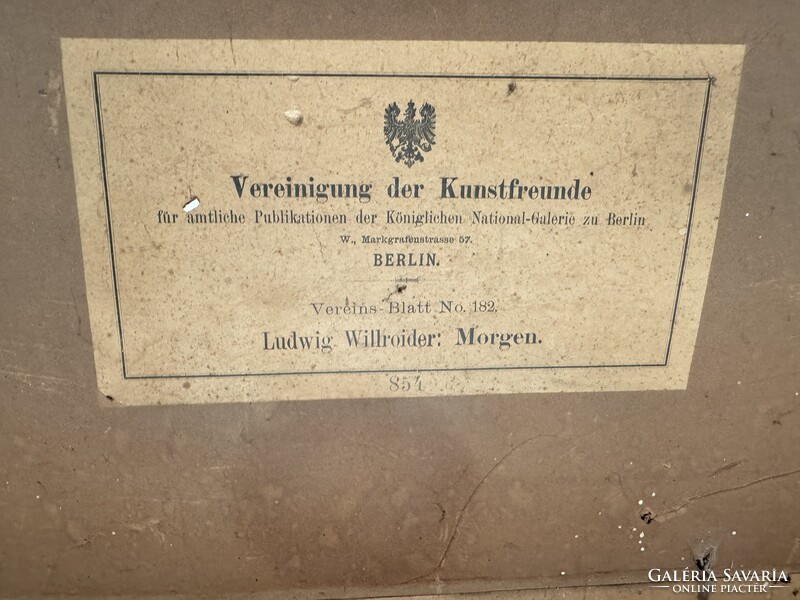 Vereinigung der Kunstfreunde
für amtliche Publikationen der Königlichen National-Galerie zu Berlin
W., Markgrafenstrasse 57.
BERLIN.
Vereins-Blatt No. 182.
Ludwig Willroider: Morgen.
854
GALÉRIA SAVARIA
ONLINE PIACTÉR